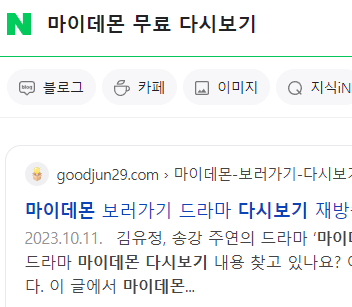 N 마이데몬 무료 다시보기
blog 블로그 카페 이미지 지식iN
goodjun29.com › 마이데몬-보러가기-다시보기
마이데몬 보러가기 드라마 다시보기 재방
2023.10.11. 김유정, 송강 주연의 드라마 '마이
드라마 마이데몬 다시보기 내용 찾고 있나요?
다. 이 글에서 마이데몬...